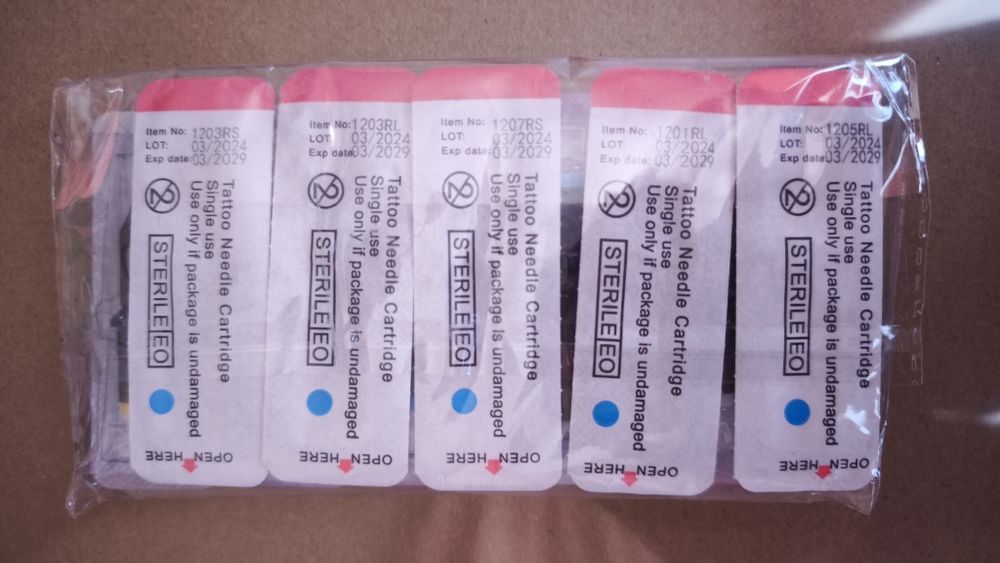 Item No: 1203RS
LOT: 03/2024
Exp date: 03/2029
2
Tattoo Needle Cartridge
Single use
Use only if package is undamaged
STERILE EO
OPEN HERE
Item No: 1203RL
LOT: 03/2024
Exp date: 03/2029
2
Tattoo Needle Cartridge
Single use
Use only if package is undamaged
STERILE EO
OPEN HERE
Item No: 1207RS
LOT: 03/2024
Exp date: 03/2029
2
Tattoo Needle Cartridge
Single use
Use only if package is undamaged
STERILE EO
OPEN HERE
Item No: 1201RL
LOT: 03/2024
Exp date: 03/2029
2
Tattoo Needle Cartridge
Single use
Use only if package is undamaged
STERILE EO
OPEN HERE
Item No: 1205RL
LOT: 03/2024
Exp date: 03/2029
2
Tattoo Needle Cartridge
Single use
Use only if package is undamaged
STERILE EO
OPEN HERE